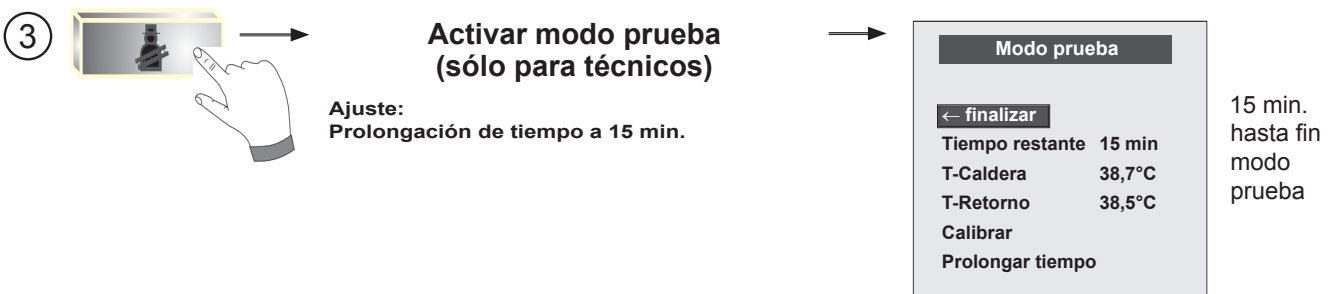 3
Activar modo prueba
(sólo para técnicos)
Ajuste:
Prolongación de tiempo a 15 min.
Modo prueba
← finalizar
Tiempo restante 15 min
T-Caldera 38,7°C
T-Retorno 38,5°C
Calibrar
Prolongar tiempo
15 min.
hasta fin
modo
prueba